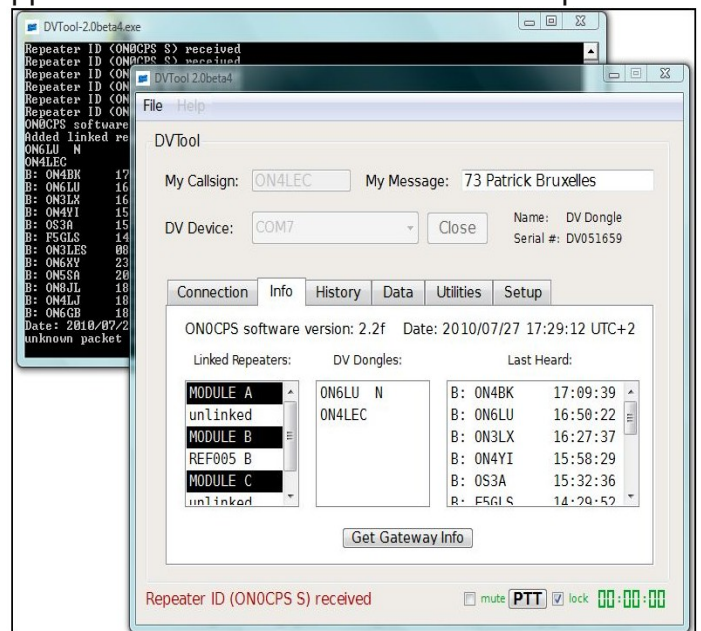 DVTool-2.0beta4.exe
Repeater ID (ON0CPS S) received
Repeater ID (ON0CPS S) received
Repeater ID (ON
Repeater ID (ON
Repeater ID (ON
Repeater ID (ON
ON0CPS software
Added linked re
ON6LU N
ON4LEC
B: ON4BK 17
B: ON6LU 16
B: ON3LX 16
B: ON4YI 15
B: OS3A 15
B: F5GLS 14
B: ON3LES 08
B: ON6XY 23
B: ON5SA 20
B: ON8JL 18
B: ON4LJ 18
B: ON6GB 18
Date: 2010/07/2
unknown packet
DVTool 2.0beta4
File Help
DVTool
My Callsign: ON4LEC My Message: 73 Patrick Bruxelles
DV Device: COM7 Close Name: DV Dongle
Serial #: DV051659
Connection Info History Data Utilities Setup
ON0CPS software version: 2.2f Date: 2010/07/27 17:29:12 UTC+2
Linked Repeaters: DV Dongles: Last Heard:
MODULE A ON6LU N B: ON4BK 17:09:39
unlinked ON4LEC B: ON6LU 16:50:22
MODULE B B: ON3LX 16:27:37
REF005 B B: ON4YI 15:58:29
MODULE C B: OS3A 15:32:36
unlinked B: F5GLS 14:29:52
Get Gateway Info
Repeater ID (ON0CPS S) received mute PTT lock 00:00:00